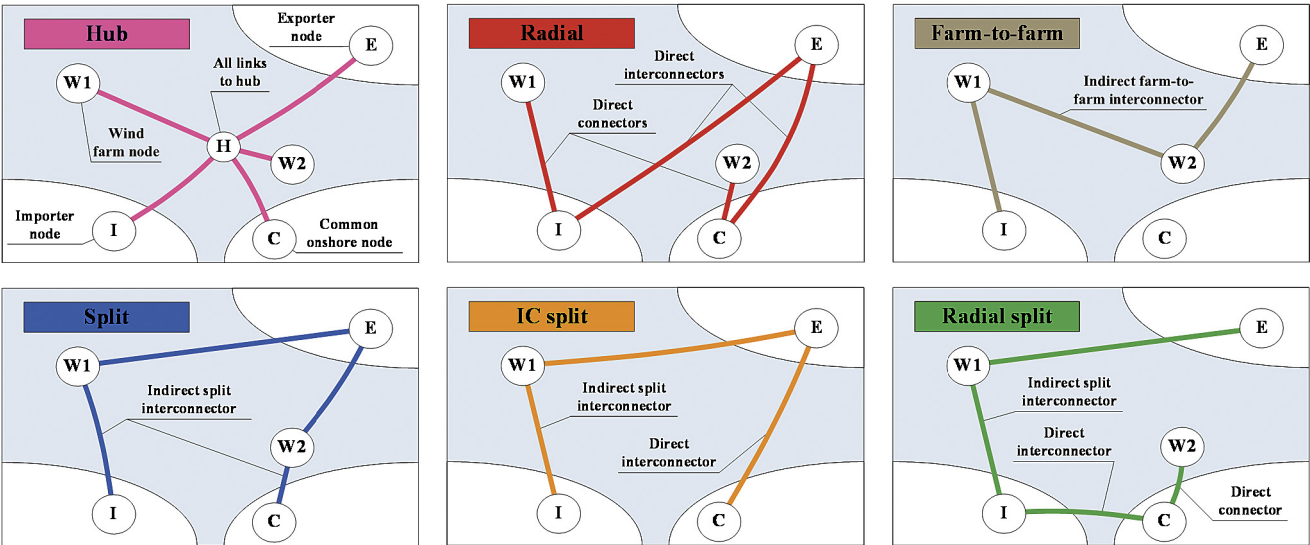 Hub
Exporter
node
E
All links
to hub
W1
Wind
farm node
H
W2
Importer
node
I
C
Common
onshore node
Radial
E
Direct
interconnectors
W1
Direct
connectors
W2
I
C
Farm-to-farm
E
W1
Indirect farm-to-
farm interconnector
W2
I
C
Split
E
W1
Indirect split
interconnector
W2
I
C
IC split
E
W1
Indirect split
interconnector
Direct
interconnector
I
C
Radial split
E
W1
Indirect split
interconnector
Direct
interconnector
W2
I
C
Direct
connector